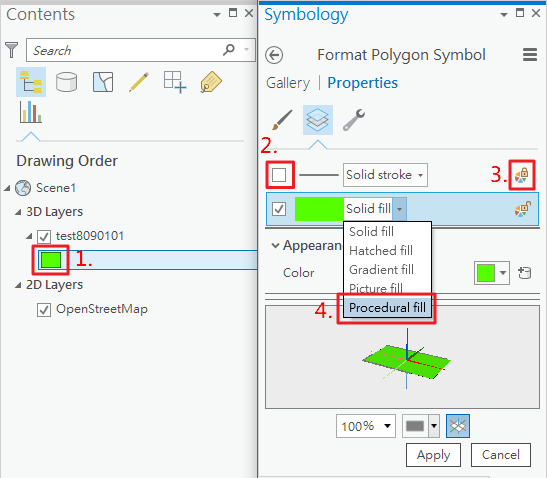 Contents
Search
Drawing Order
Scene1
3D Layers
test8090101
1.
2D Layers
OpenStreetMap
Symbology
Format Polygon Symbol
Gallery
Properties
2.
Solid stroke
3.
Solid fill
Solid fill
Hatched fill
Gradient fill
Picture fill
4.
Procedural fill
Appearanc
Color
100%
Apply
Cancel